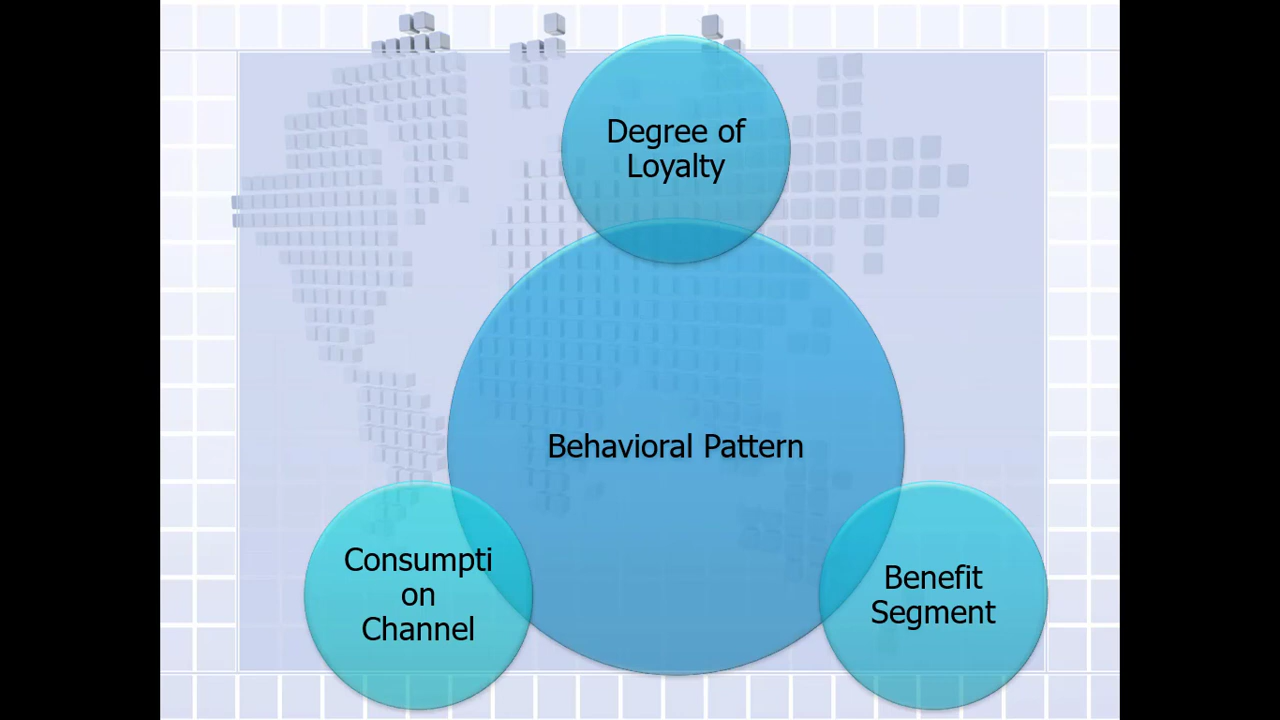 Degree of
Loyalty
Behavioral Pattern
Consumpti
on
Channel
Benefit
Segment